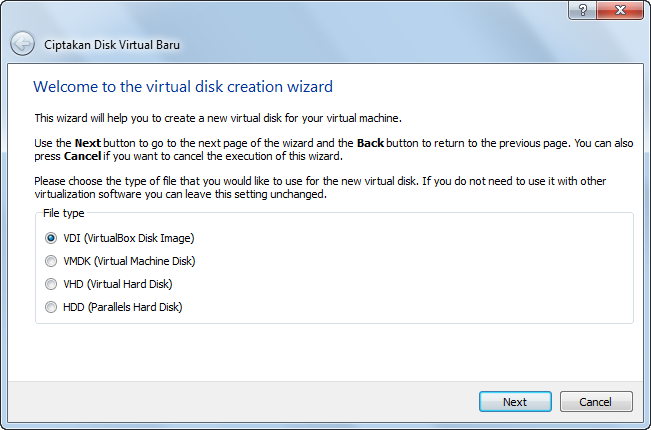 ?
Ciptakan Disk Virtual Baru
Welcome to the virtual disk creation wizard
This wizard will help you to create a new virtual disk for your virtual machine.
Use the Next button to go to the next page of the wizard and the Back button to return to the previous page. You can also
press Cancel if you want to cancel the execution of this wizard.
Please choose the type of file that you would like to use for the new virtual disk. If you do not need to use it with other
virtualization software you can leave this setting unchanged.
File type
VDI (VirtualBox Disk Image)
VMDK (Virtual Machine Disk)
VHD (Virtual Hard Disk)
HDD (Parallels Hard Disk)
Next
Cancel